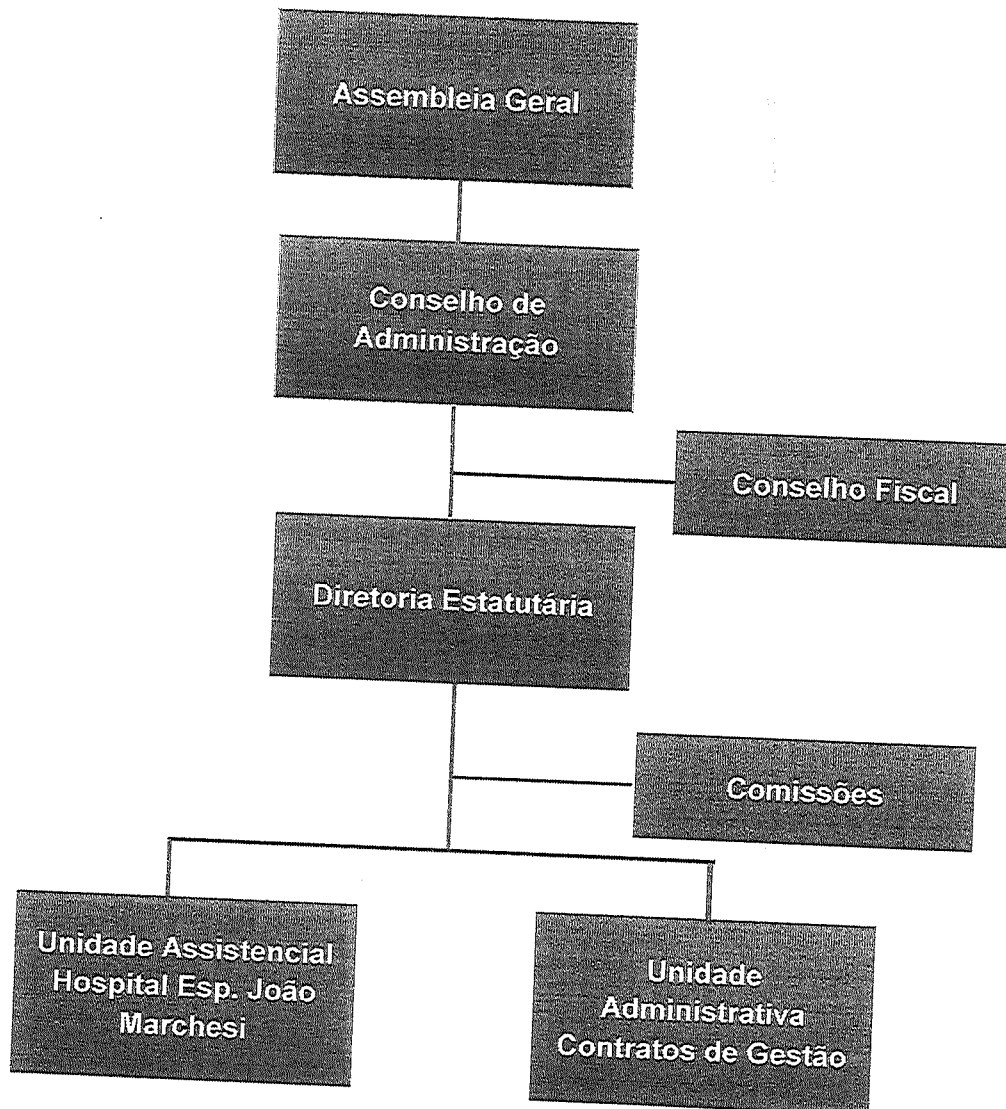 Assembleia Geral
Conselho de
Administração
Conselho Fiscal
Diretoria Estatutária
Comissões
Unidade Assistencial
Hospital Esp. João
Marchesi
Unidade
Administrativa
Contratos de Gestão